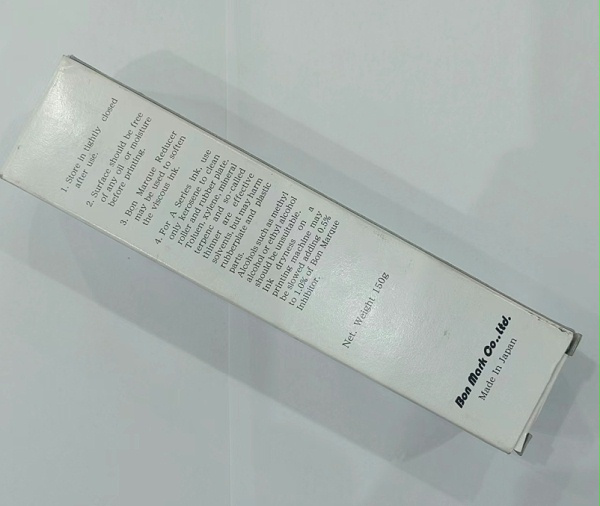 1. Store in tightly closed
after use.
2. Surface should be free
of any oil or moisture
before printing.
3. Bon Marque Reducer
may be used to soften
the viscous ink.
4. For A Series ink, use
only kerosene to clean
roller and rubber plate.
Toluen, xylene, mineral
terpenc and so-called
thinner are effective
solvents, but may harm
rubberplate and plastic
parts.
Alcohols such as methyl
alcohol or ethyl alcohol
should be unsuitable.
Ink dryness on a
printing machine may
be slowed adding 0.5%
to 1.0% of Bon Marque
Inhibitor.
Net. Weight 150g
Bon Mark Co.,Ltd.
Made In Japan